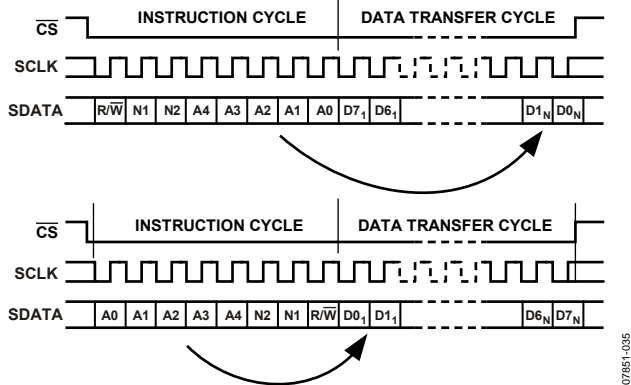 INSTRUCTION CYCLE DATA TRANSFER CYCLE
CS
SCLK
SDATA R/W N1 N2 A4 A3 A2 A1 A0 D7₁ D6₁ D1N D0N
INSTRUCTION CYCLE DATA TRANSFER CYCLE
CS
SCLK
SDATA A0 A1 A2 A3 A4 N2 N1 R/W D0₁ D1₁ D6N D7N
07851-035